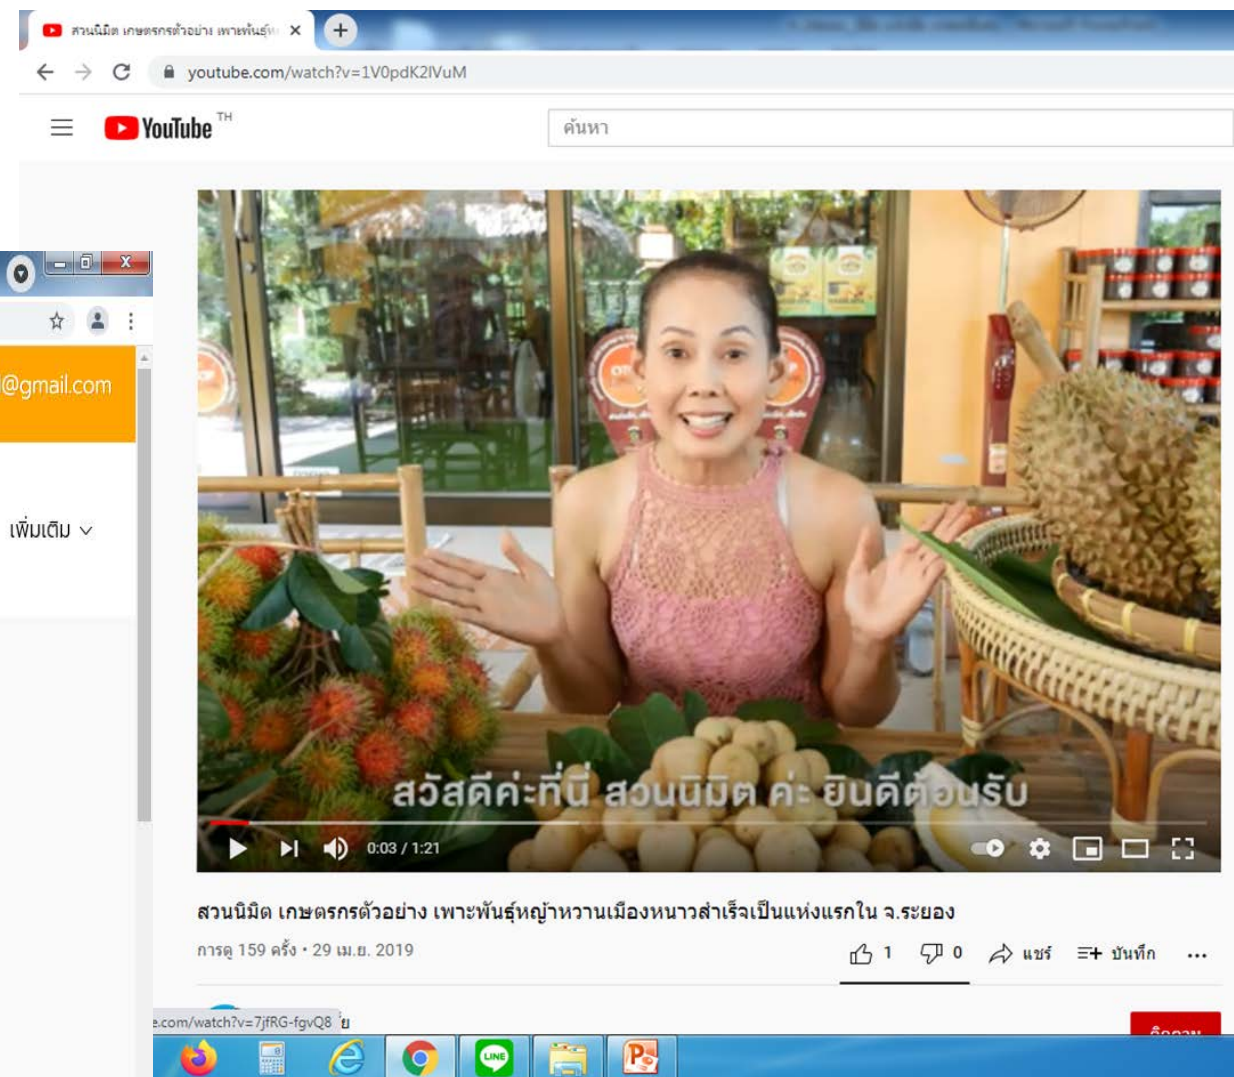 สวนนิมิต เกษตรกรตัวอย่าง เพาะพันธุ์
youtube.com/watch?v=1V0pdK2IVuM
YouTube TH
ค้นหา
@gmail.com
เพิ่มเติม
สวัสดีค่ะที่นี่ สวนนิมิต ค่ะ ยินดีต้อนรับ
0:03 / 1:21
สวนนิมิต เกษตรกรตัวอย่าง เพาะพันธุ์หญ้าหวานเมืองหนาวสำเร็จเป็นแห่งแรกใน จ.ระยอง
การดู 159 ครั้ง • 29 เม.ย. 2019
1 0 แชร์ บันทึก
e.com/watch?v=7jfRG-fgvQ8
LINE